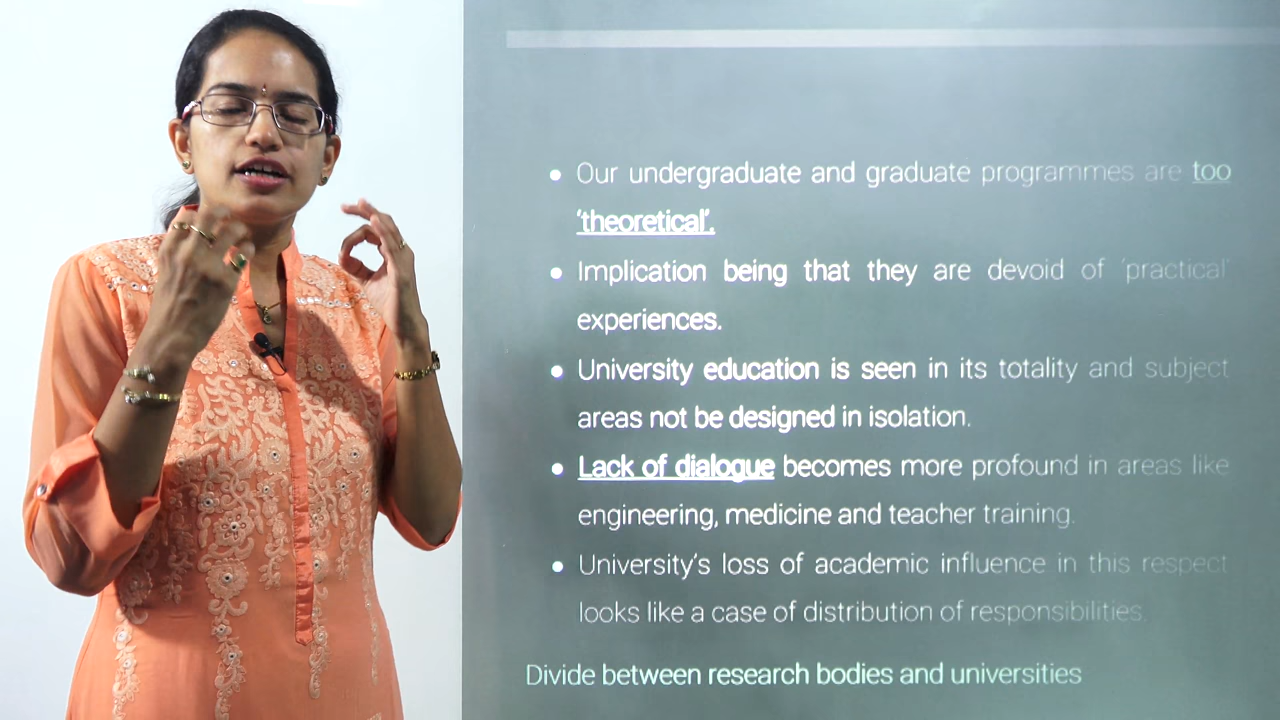 • Our undergraduate and graduate programmes are too
'theoretical'.
• Implication being that they are devoid of 'practical'
experiences.
• University education is seen in its totality and subject
areas not be designed in isolation.
• Lack of dialogue becomes more profound in areas like
engineering, medicine and teacher training.
• University's loss of academic influence in this respect
looks like a case of distribution of responsibilities.
Divide between research bodies and universities